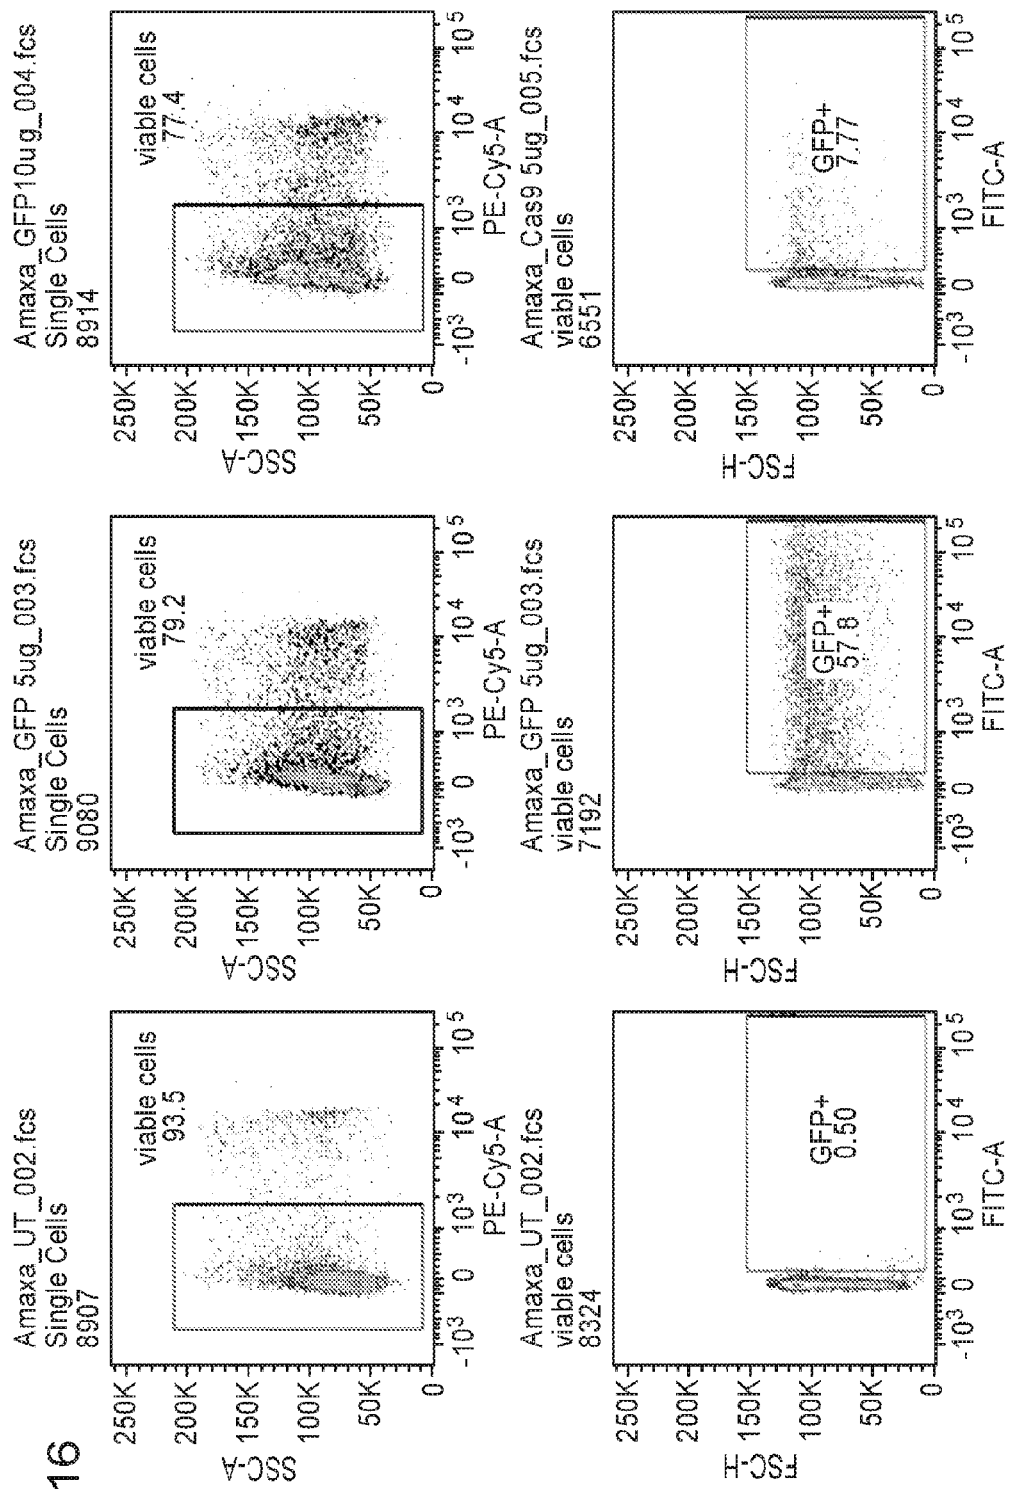 16
Amaxa_UT_002.fcs
Single Cells
8907
viable cells
93.5
250K
200K
150K
100K
50K
0
SSC-A
-10³ 0 10³ 10⁴ 10⁵
PE-Cy5-A
Amaxa_GFP 5ug_003.fcs
Single Cells
9080
viable cells
79.2
250K
200K
150K
100K
50K
0
SSC-A
-10³ 0 10³ 10⁴ 10⁵
PE-Cy5-A
Amaxa_GFP10ug_004.fcs
Single Cells
8914
viable cells
77.4
250K
200K
150K
100K
50K
0
SSC-A
-10³ 0 10³ 10⁴ 10⁵
PE-Cy5-A
Amaxa_UT_002.fcs
viable cells
8324
GFP+
0.50
250K
200K
150K
100K
50K
0
FSC-H
-10³ 0 10³ 10⁴ 10⁵
FITC-A
Amaxa_GFP 5ug_003.fcs
viable cells
7192
GFP+
57.8
250K
200K
150K
100K
50K
0
FSC-H
-10³ 0 10³ 10⁴ 10⁵
FITC-A
Amaxa_Cas9 5ug_005.fcs
viable cells
6551
GFP+
7.77
250K
200K
150K
100K
50K
0
FSC-H
-10³ 0 10³ 10⁴ 10⁵
FITC-A